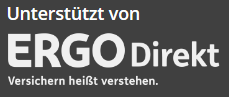 Unterstützt von
ERGO Direkt
Versichern heißt verstehen.